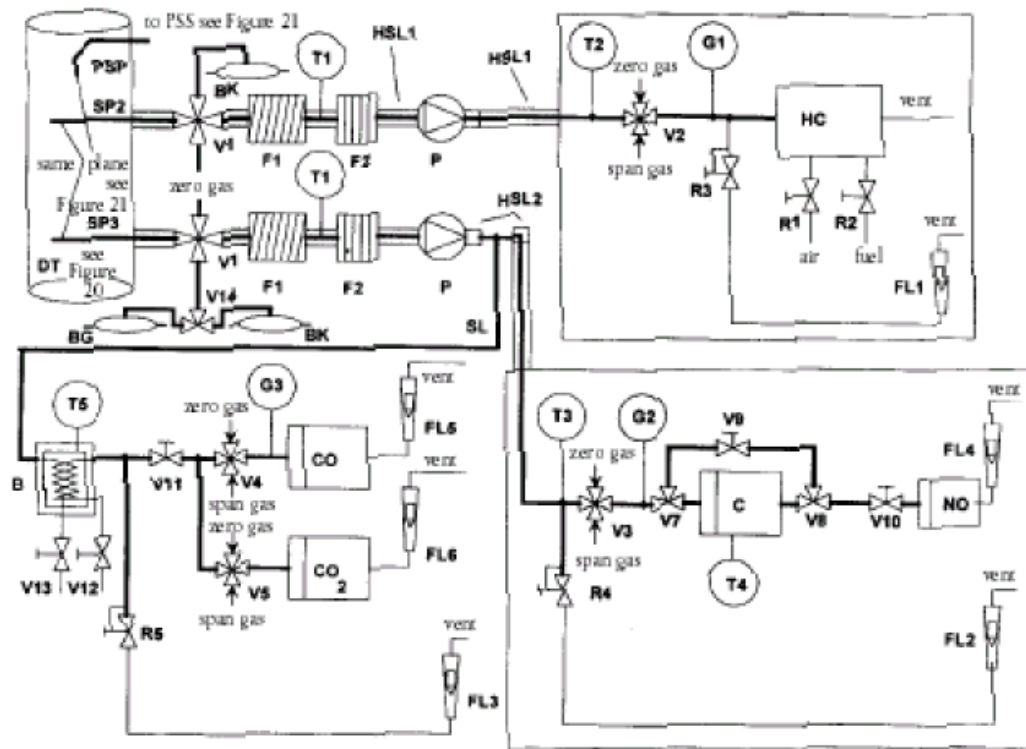 to PSS see Figure 21
PSP
BK
SP2
V1
F1
T1
F2
HSL1
P
HSL1
T2
zero gas
V2
span gas
G1
R3
HC
vent
R1
air
R2
fuel
vent
FL1
same plane
see
Figure 21
zero gas
SP3
DT
see
Figure
20
V1
F1
T1
F2
P
HSL2
V14
BG
BK
SL
T5
B
V13
V12
V11
R5
zero gas
V4
span gas
G3
CO
vent
FL5
zero gas
V5
span gas
CO
2
vent
FL6
vent
FL3
T3
zero gas
V3
span gas
G2
R4
V7
V9
C
T4
V8
V10
NO
vent
FL4
vent
FL2